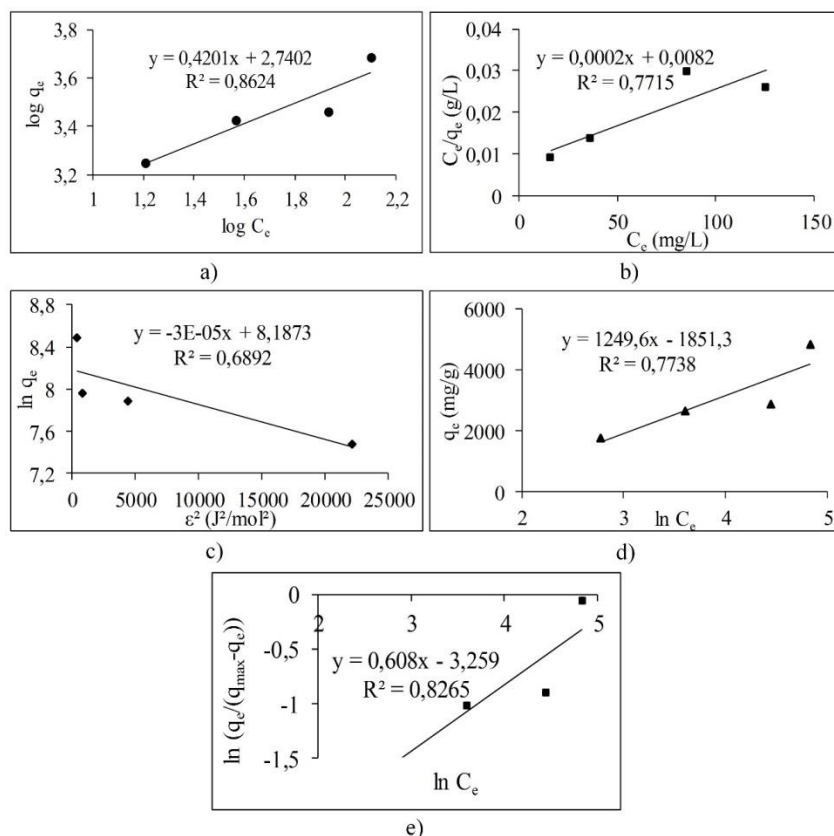 3,8
3,6
3,4
3,2
log qe
y = 0,4201x + 2,7402
R² = 0,8624
1 1,2 1,4 1,6 1,8 2 2,2
log Ce
a)
0,04
0,03
0,02
0,01
0
Ce/qe (g/L)
y = 0,0002x + 0,0082
R² = 0,7715
0 50 100 150
Ce (mg/L)
b)
8,8
8,4
8
7,6
7,2
ln qe
y = -3E-05x + 8,1873
R² = 0,6892
0 5000 10000 15000 20000 25000
ε² (J²/mol²)
c)
6000
4000
2000
0
qe (mg/g)
y = 1249,6x - 1851,3
R² = 0,7738
2 3 4 5
ln Ce
d)
0
-0,5
-1
-1,5
ln (qe/(qmax-qe))
2 3 4 5
y = 0,608x - 3,259
R² = 0,8265
ln Ce
e)